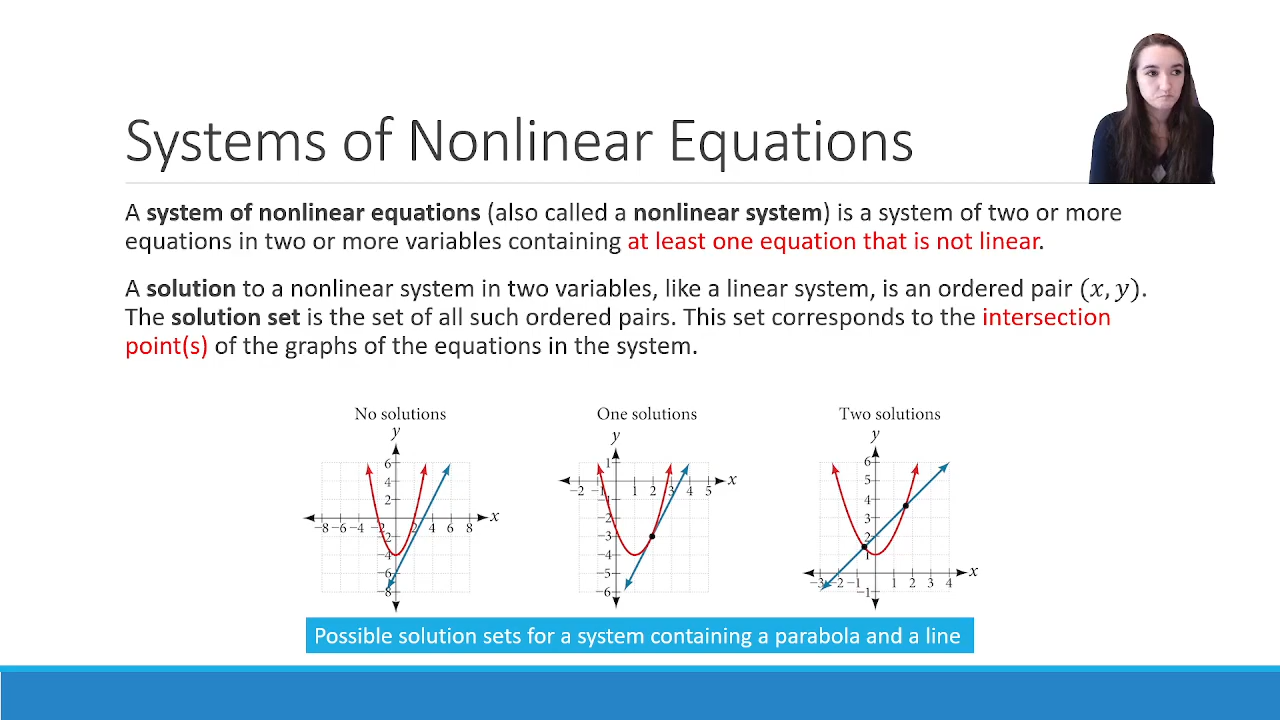 Systems of Nonlinear Equations
A system of nonlinear equations (also called a nonlinear system) is a system of two or more
equations in two or more variables containing at least one equation that is not linear.
A solution to a nonlinear system in two variables, like a linear system, is an ordered pair (x, y).
The solution set is the set of all such ordered pairs. This set corresponds to the intersection
point(s) of the graphs of the equations in the system.
No solutions
y
6
4
2
−8 −6 −4 −2 2 4 6 8 x
−2
−4
−6
−8
One solutions
y
1
−2 −1 1 2 3 4 5 x
−1
−2
−3
−4
−5
−6
Two solutions
y
6
5
4
3
2
1
−3 −2 −1 1 2 3 4 x
−1
Possible solution sets for a system containing a parabola and a line